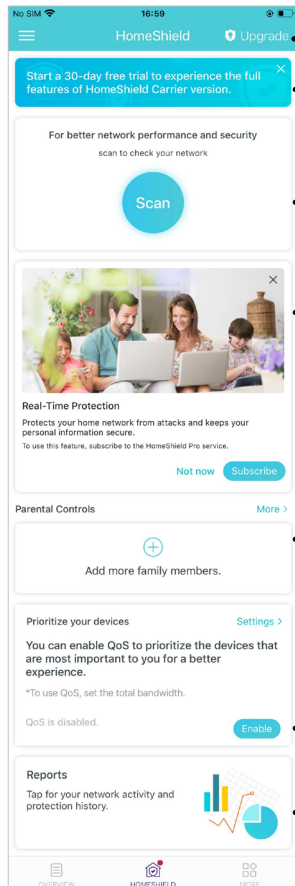 No SIM 16:59
HomeShield
Upgrade
Start a 30-day free trial to experience the full
features of HomeShield Carrier version.
For better network performance and security
scan to check your network
Scan
Real-Time Protection
Protects your home network from attacks and keeps your
personal information secure.
To use this feature, subscribe to the HomeShield Pro service.
Not now Subscribe
Parental Controls More >
Add more family members.
Prioritize your devices Settings >
You can enable QoS to prioritize the devices that
are most important to you for a better
experience.
*To use QoS, set the total bandwidth.
QoS is disabled.
Enable
Reports
Tap for your network activity and
protection history.
OVERVIEW HOMESHIELD MORE